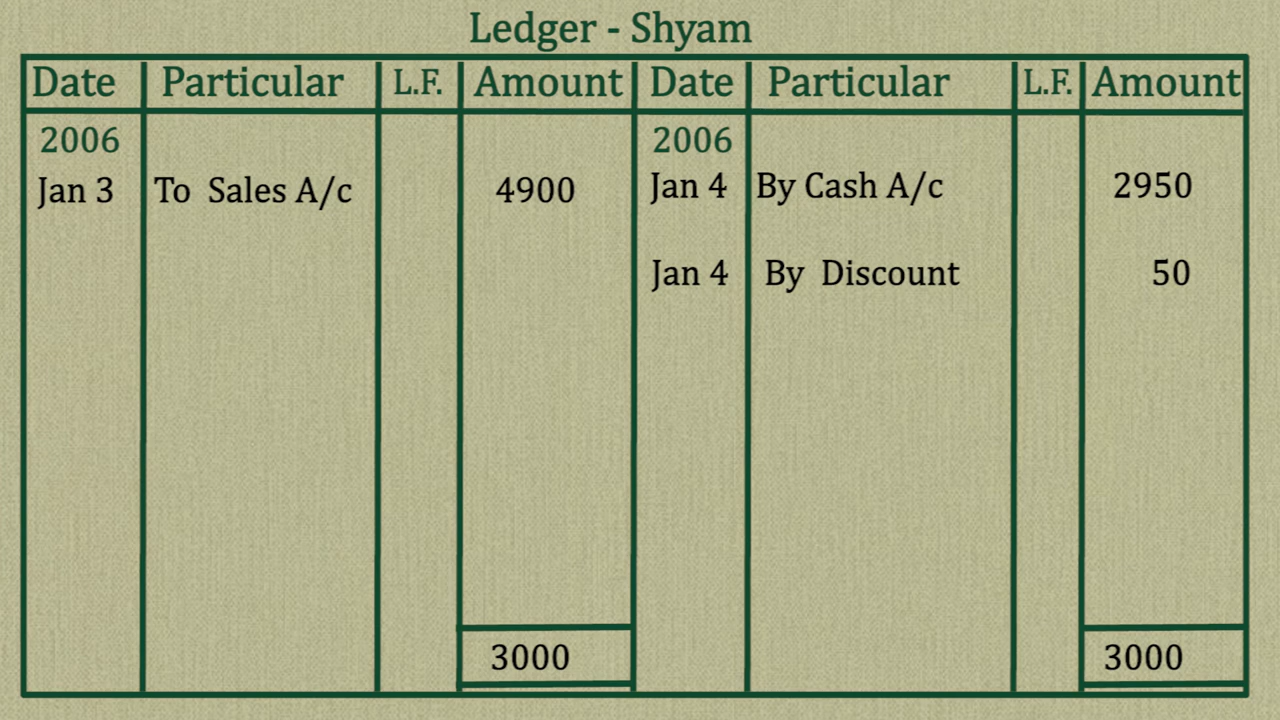 Ledger - Shyam
Date Particular L.F. Amount Date Particular L.F. Amount
2006 2006
Jan 3 To Sales A/c 4900 Jan 4 By Cash A/c 2950
Jan 4 By Discount 50
3000 3000